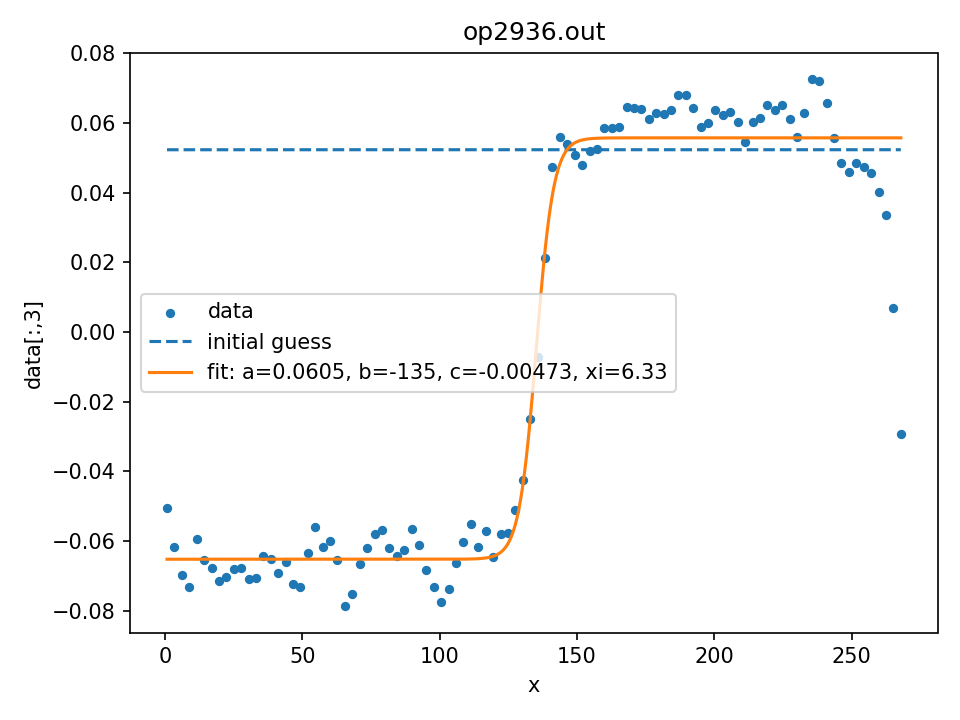 op2936.out
0.08
0.06
0.04
0.02
0.00
−0.02
−0.04
−0.06
−0.08
data[:,3]
data
initial guess
fit: a=0.0605, b=-135, c=-0.00473, xi=6.33
0 50 100 150 200 250
x